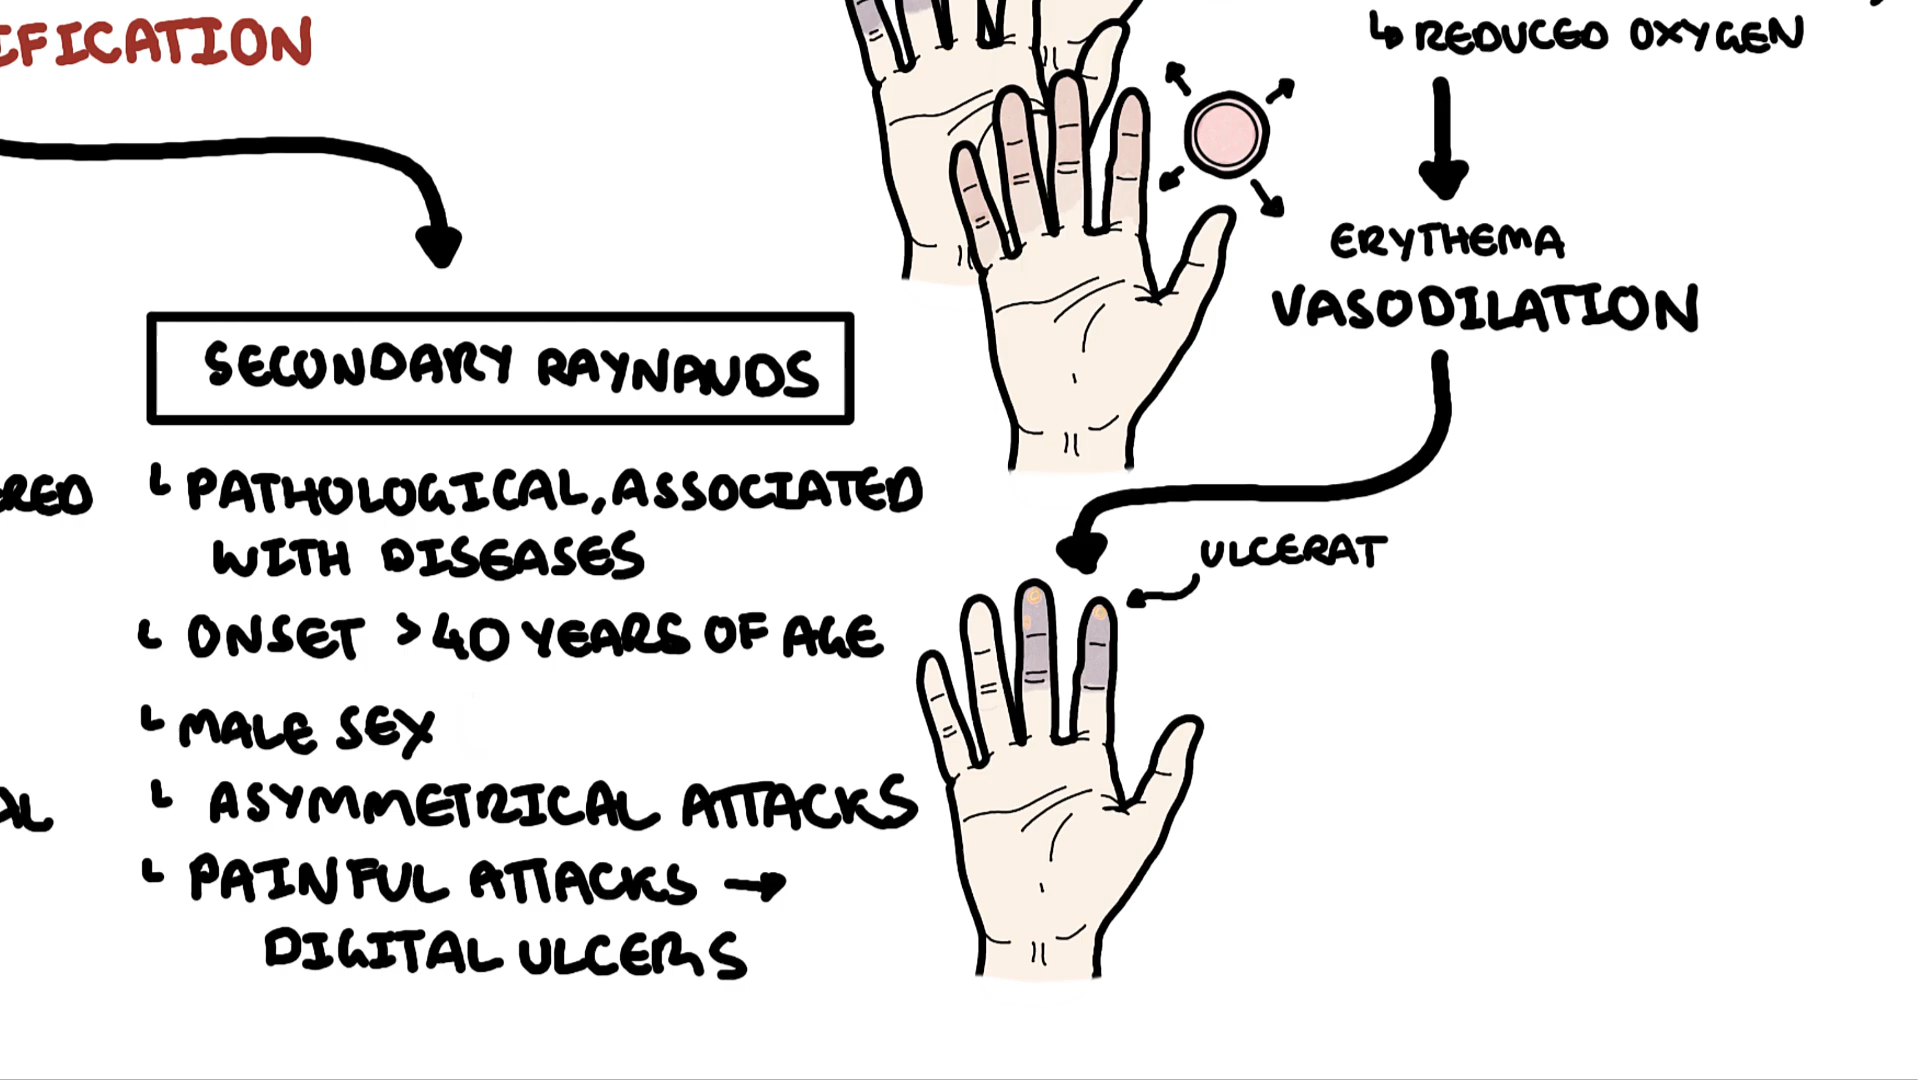 IFICATION
REDUCED OXYGEN
ERYTHEMA
VASODILATION
SECONDARY RAYNAUDS
RED
PATHOLOGICAL, ASSOCIATED
WITH DISEASES
ULCERAT
ONSET > 40 YEARS OF AGE
MALE SEX
AL
ASYMMETRICAL ATTACKS
PAINFUL ATTACKS →
DIGITAL ULCERS